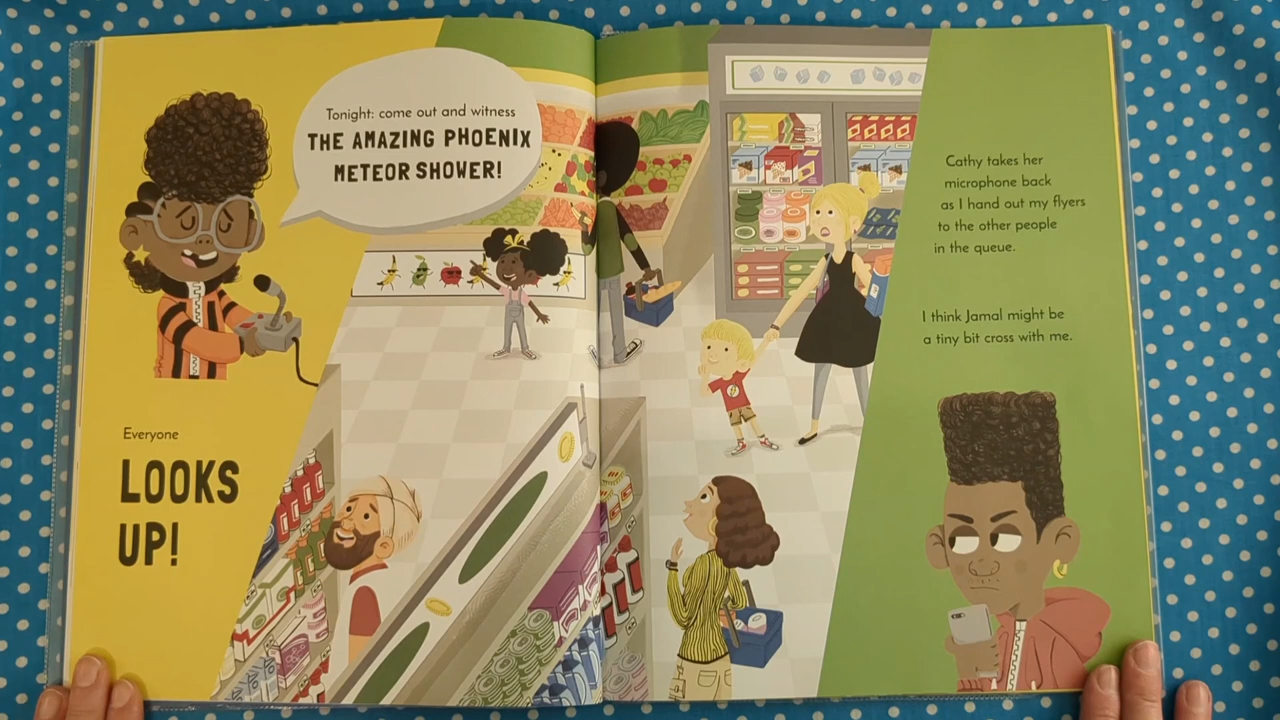 Tonight: come out and witness
THE AMAZING PHOENIX
METEOR SHOWER!
Everyone
LOOKS
UP!
Cathy takes her
microphone back
as I hand out my flyers
to the other people
in the queue.
I think Jamal might be
a tiny bit cross with me.